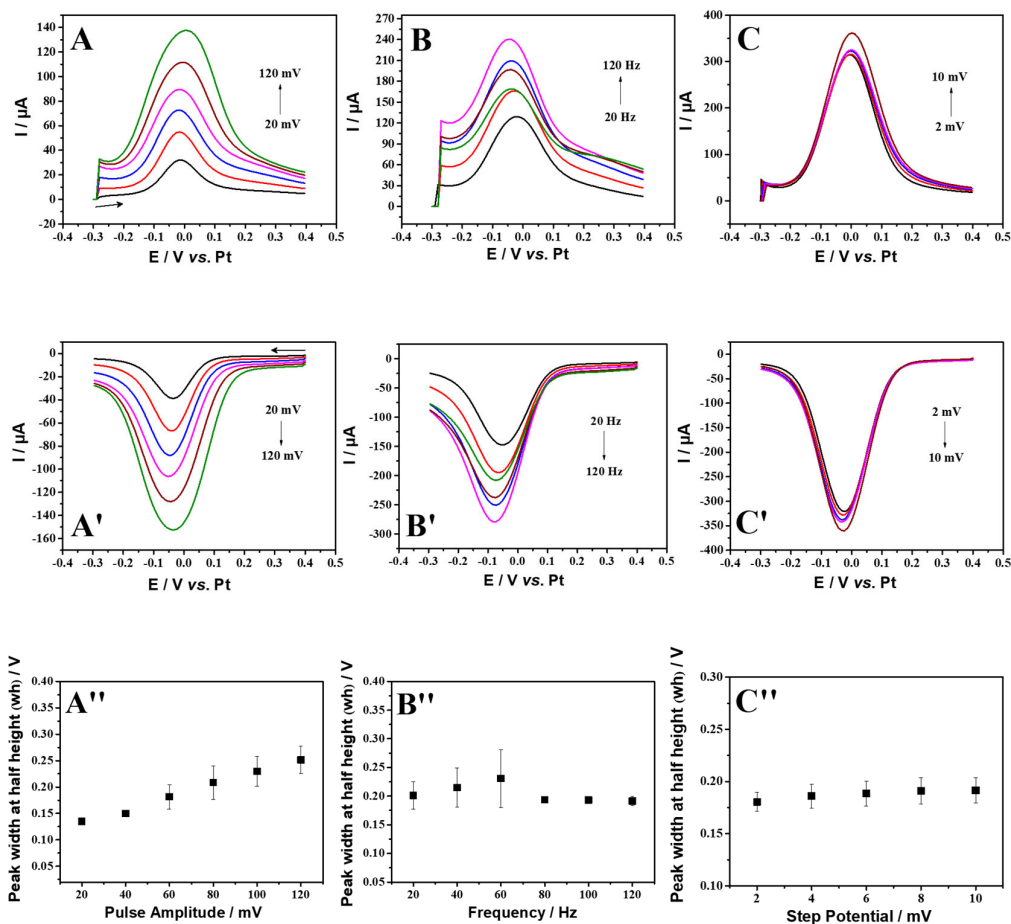 A
140
120
100
80
60
40
20
0
-20
I / µA
120 mV
20 mV
-0.4 -0.3 -0.2 -0.1 0.0 0.1 0.2 0.3 0.4 0.5
E / V vs. Pt
B
270
240
210
180
150
120
90
60
30
0
-30
I / µA
120 Hz
20 Hz
-0.4 -0.3 -0.2 -0.1 0.0 0.1 0.2 0.3 0.4 0.5
E / V vs. Pt
C
400
300
200
100
0
I / µA
10 mV
2 mV
-0.4 -0.3 -0.2 -0.1 0.0 0.1 0.2 0.3 0.4 0.5
E / V vs. Pt
0
-20
-40
-60
-80
-100
-120
-140
-160
I / µA
20 mV
120 mV
A'
-0.4 -0.3 -0.2 -0.1 0.0 0.1 0.2 0.3 0.4 0.5
E / V vs. Pt
0
-50
-100
-150
-200
-250
-300
I / µA
20 Hz
120 Hz
B'
-0.4 -0.3 -0.2 -0.1 0.0 0.1 0.2 0.3 0.4 0.5
E / V vs. Pt
0
-50
-100
-150
-200
-250
-300
-350
-400
I / µA
2 mV
10 mV
C'
-0.4 -0.3 -0.2 -0.1 0.0 0.1 0.2 0.3 0.4 0.5
E / V vs. Pt
A''
Peak width at half height (wh) / V
0.40
0.35
0.30
0.25
0.20
0.15
0.10
0.05
20 40 60 80 100 120
Pulse Amplitude / mV
B''
Peak width at half height (wh) / V
0.40
0.35
0.30
0.25
0.20
0.15
0.10
0.05
20 40 60 80 100 120
Frequency / Hz
C''
Peak width at half height (wh) / V
0.30
0.25
0.20
0.15
0.10
2 4 6 8 10
Step Potential / mV